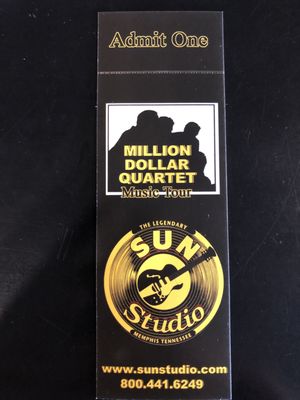 Admit One
MILLION
DOLLAR
QUARTET
Music Tour
THE LEGENDARY
SUN
Studio
MEMPHIS TENNESSEE
www.sunstudio.com
800.441.6249